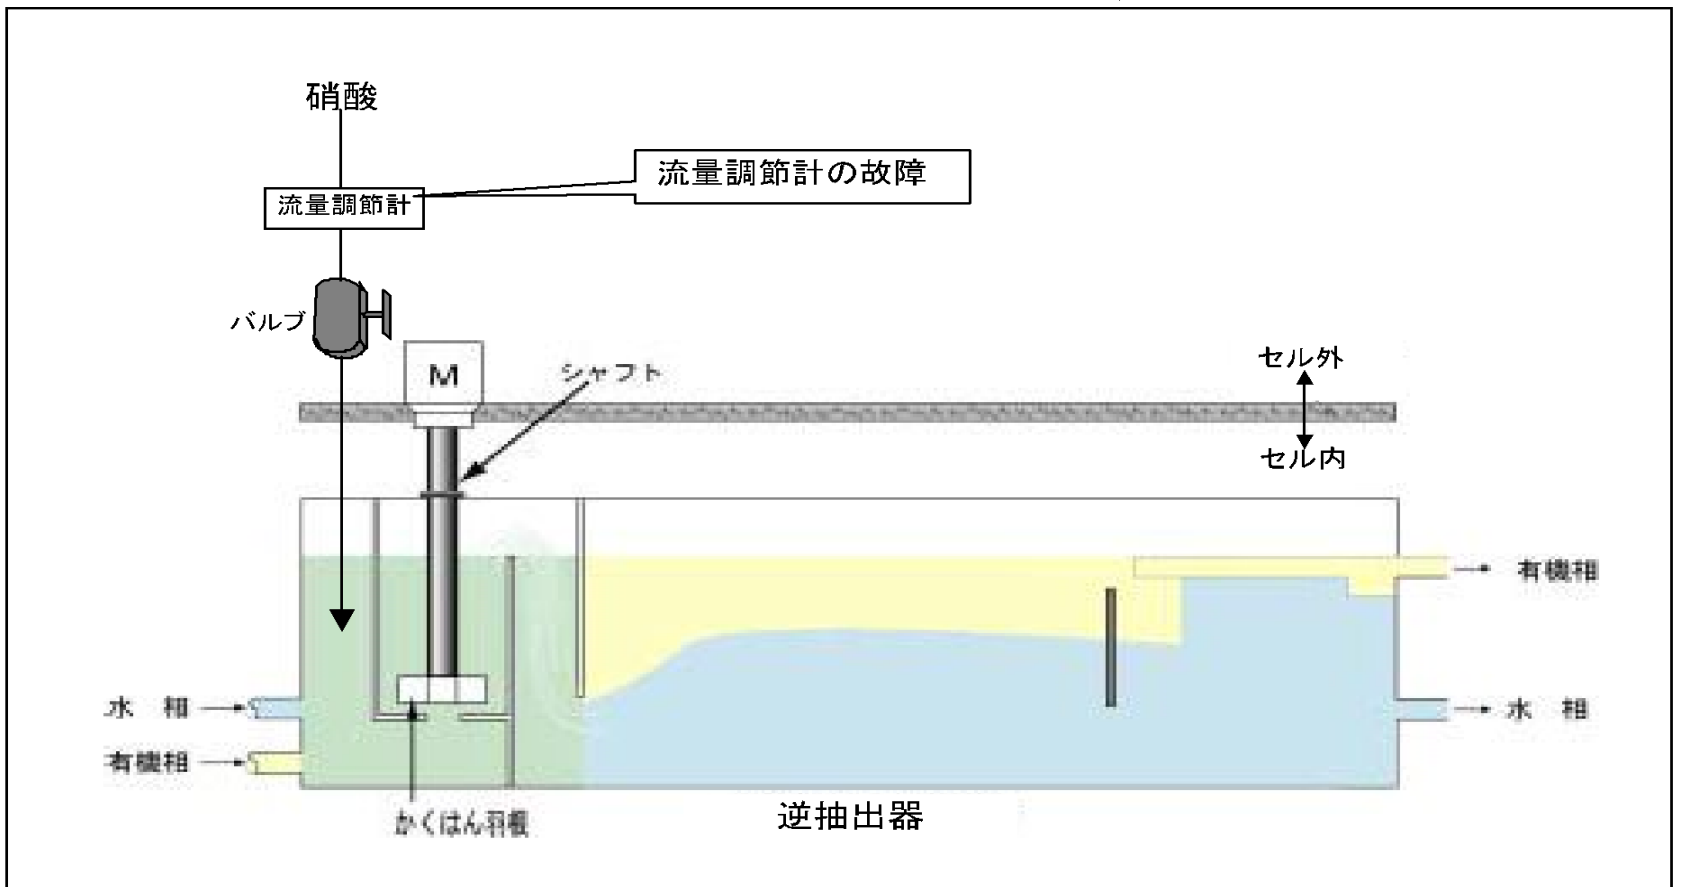 硝酸
流量調節計の故障
流量調節計
バルブ
M
シャフト
セル外
セル内
有機相
水 相
水 相
有機相
かくはん羽根
逆抽出器